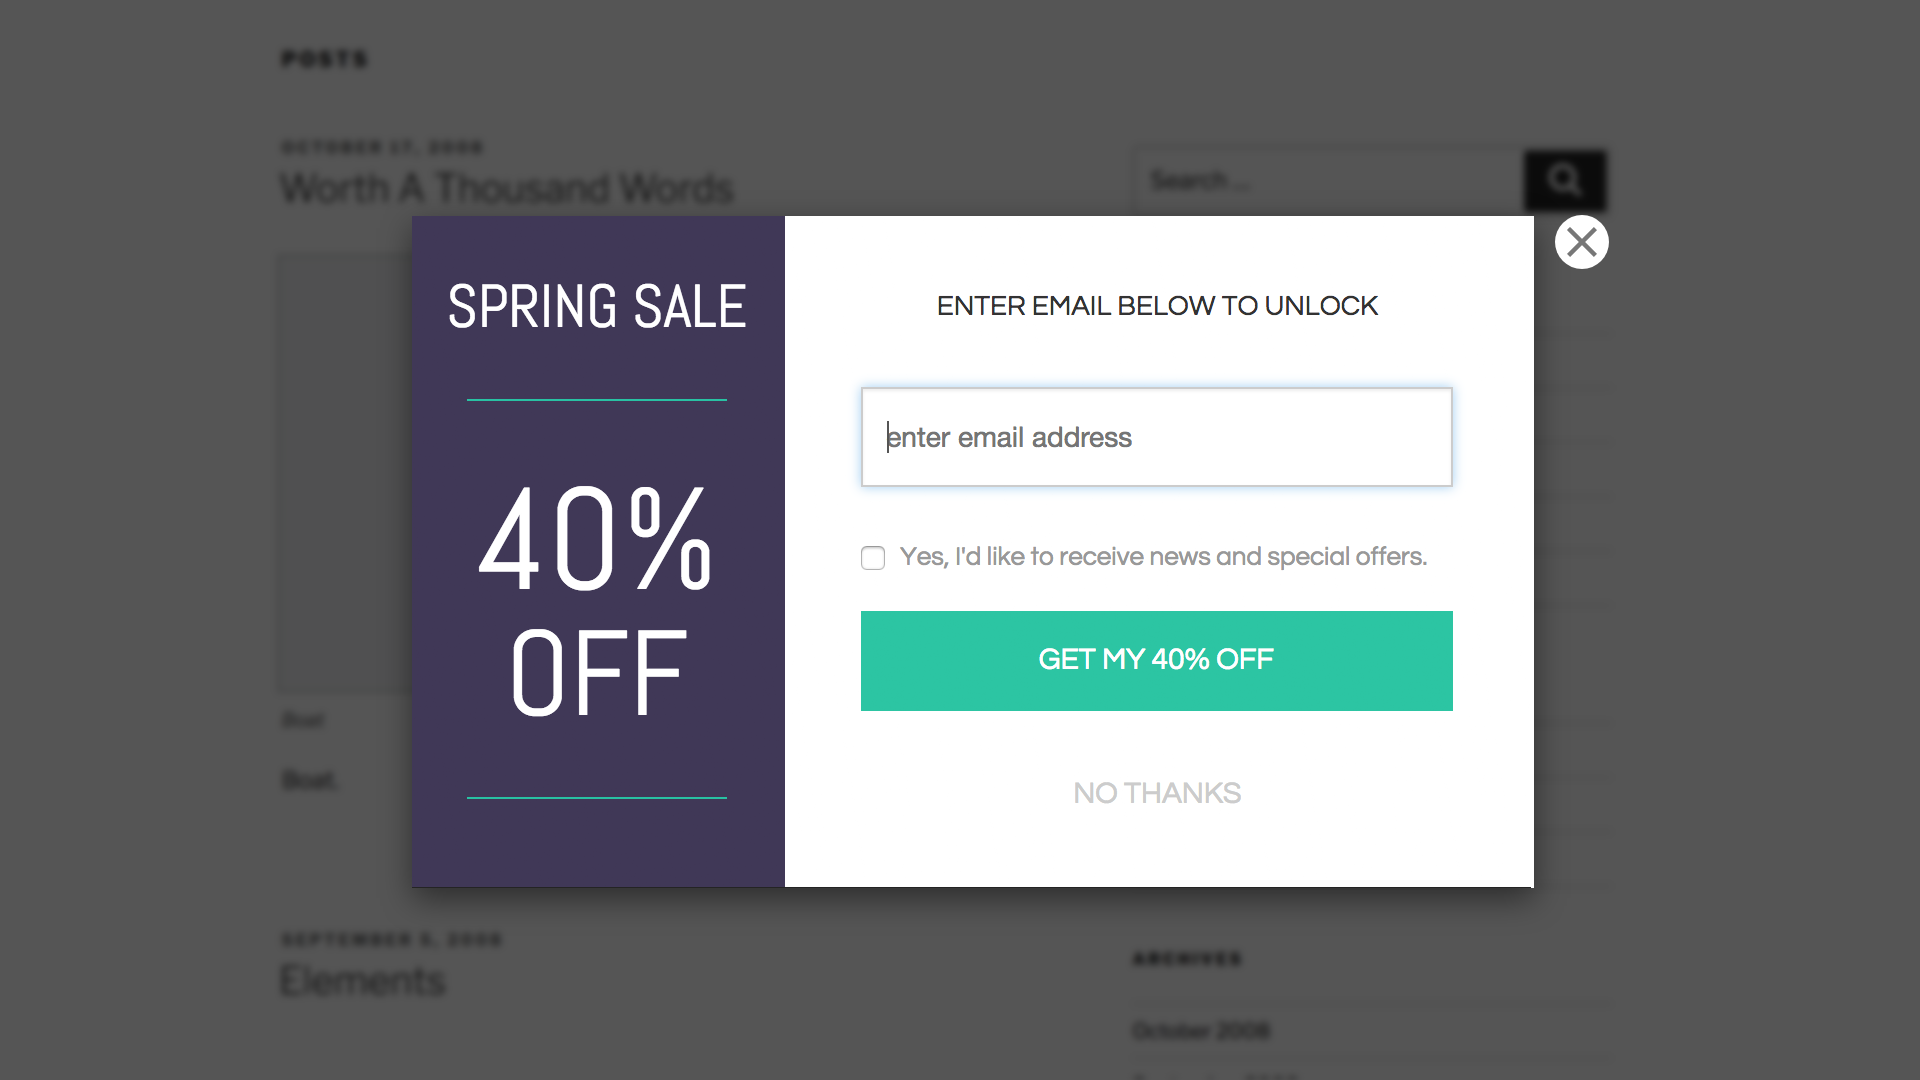 POSTS
OCTOBER 17, 2008
Worth A Thousand Words
Search ...
SPRING SALE
40%
OFF
ENTER EMAIL BELOW TO UNLOCK
enter email address
Yes, I'd like to receive news and special offers.
GET MY 40% OFF
NO THANKS
Boat
Boat.
SEPTEMBER 5, 2008
Elements
ARCHIVES
October 2008